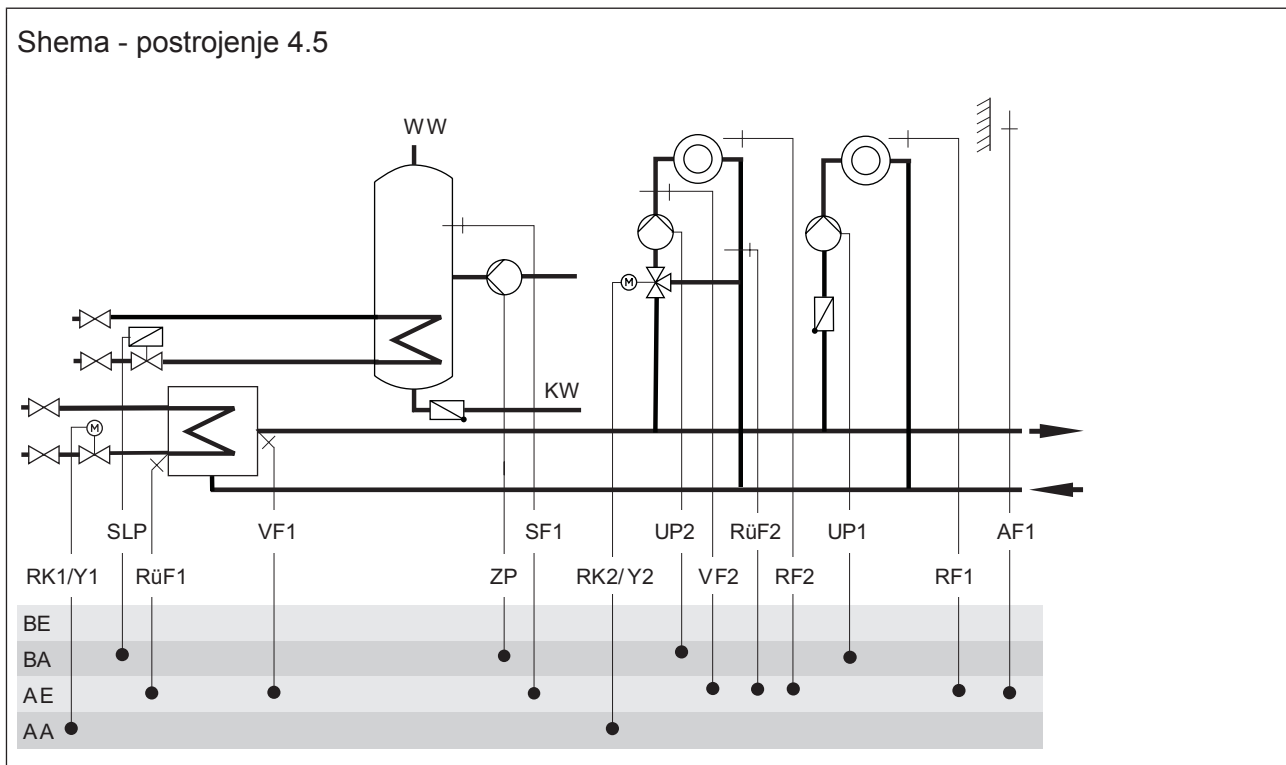 Shema - postrojenje 4.5
WW
M
KW
M
SLP VF1 SF1 UP2 RüF2 UP1 AF1
RK1/Y1 RüF1 ZP RK2/Y2 VF2 RF2 RF1
BE
BA
AE
AA